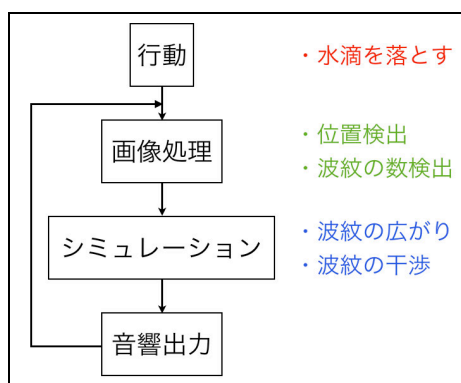 行動
・水滴を落とす
画像処理
・位置検出
・波紋の数検出
シミュレーション
・波紋の広がり
・波紋の干渉
音響出力